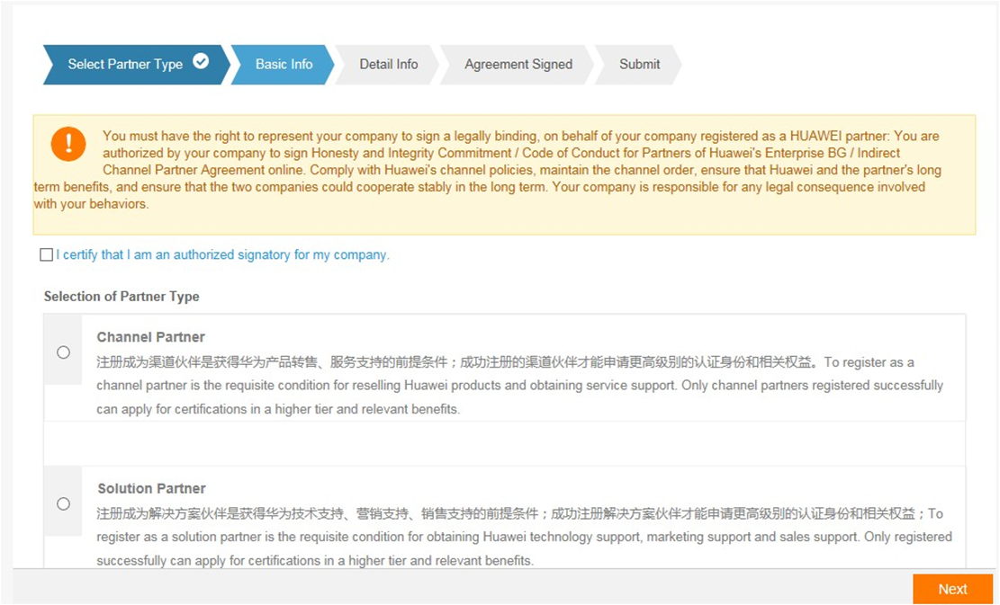 Select Partner Type
Basic Info
Detail Info
Agreement Signed
Submit
You must have the right to represent your company to sign a legally binding, on behalf of your company registered as a HUAWEI partner: You are
authorized by your company to sign Honesty and Integrity Commitment / Code of Conduct for Partners of Huawei's Enterprise BG / Indirect
Channel Partner Agreement online. Comply with Huawei's channel policies, maintain the channel order, ensure that Huawei and the partner's long
term benefits, and ensure that the two companies could cooperate stably in the long term. Your company is responsible for any legal consequence involved
with your behaviors.
I certify that I am an authorized signatory for my company.
Selection of Partner Type
Channel Partner
注册成为渠道伙伴是获得华为产品转售、服务支持的前提条件；成功注册的渠道伙伴才能申请更高级别的认证身份和相关权益。To register as a
channel partner is the requisite condition for reselling Huawei products and obtaining service support. Only channel partners registered successfully
can apply for certifications in a higher tier and relevant benefits.
Solution Partner
注册成为解决方案伙伴是获得华为技术支持、营销支持、销售支持的前提条件；成功注册解决方案伙伴才能申请更高级别的认证身份和相关权益；To
register as a solution partner is the requisite condition for obtaining Huawei technology support, marketing support and sales support. Only registered
successfully can apply for certifications in a higher tier and relevant benefits.
Next